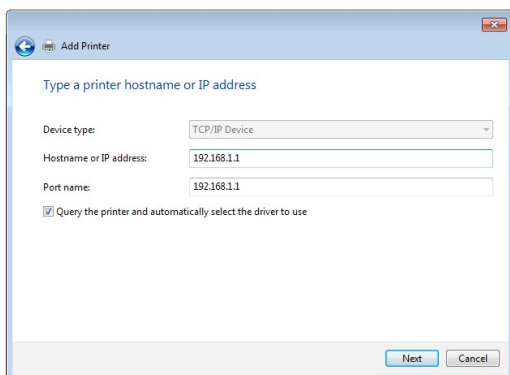 Add Printer
Type a printer hostname or IP address
Device type: TCP/IP Device
Hostname or IP address: 192.168.1.1
Port name: 192.168.1.1
Query the printer and automatically select the driver to use
Next Cancel